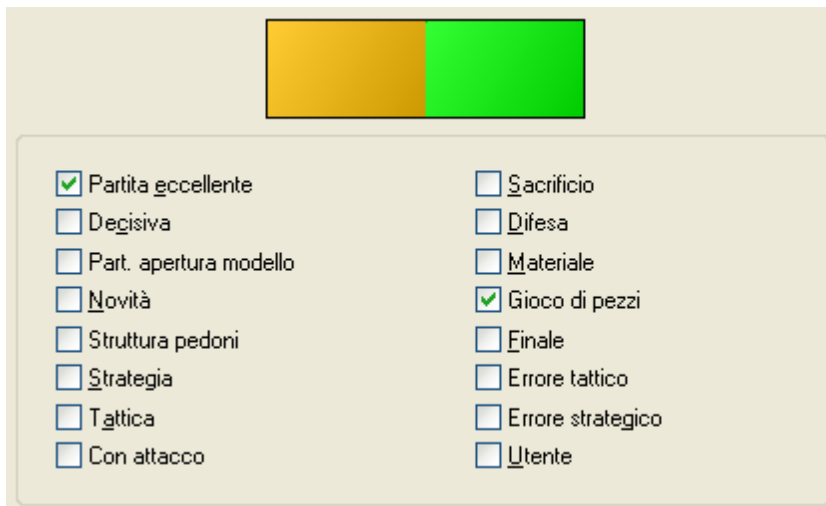 Partita eccellente
Decisiva
Part. apertura modello
Novità
Struttura pedoni
Strategia
Tattica
Con attacco
Sacrificio
Difesa
Materiale
Gioco di pezzi
Finale
Errore tattico
Errore strategico
Utente